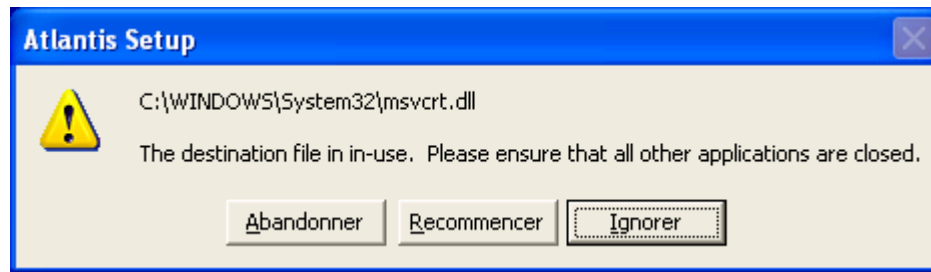 Atlantis Setup
C:\WINDOWS\System32\msvcrt.dll
The destination file in in-use. Please ensure that all other applications are closed.
Abandonner Recommencer Ignorer